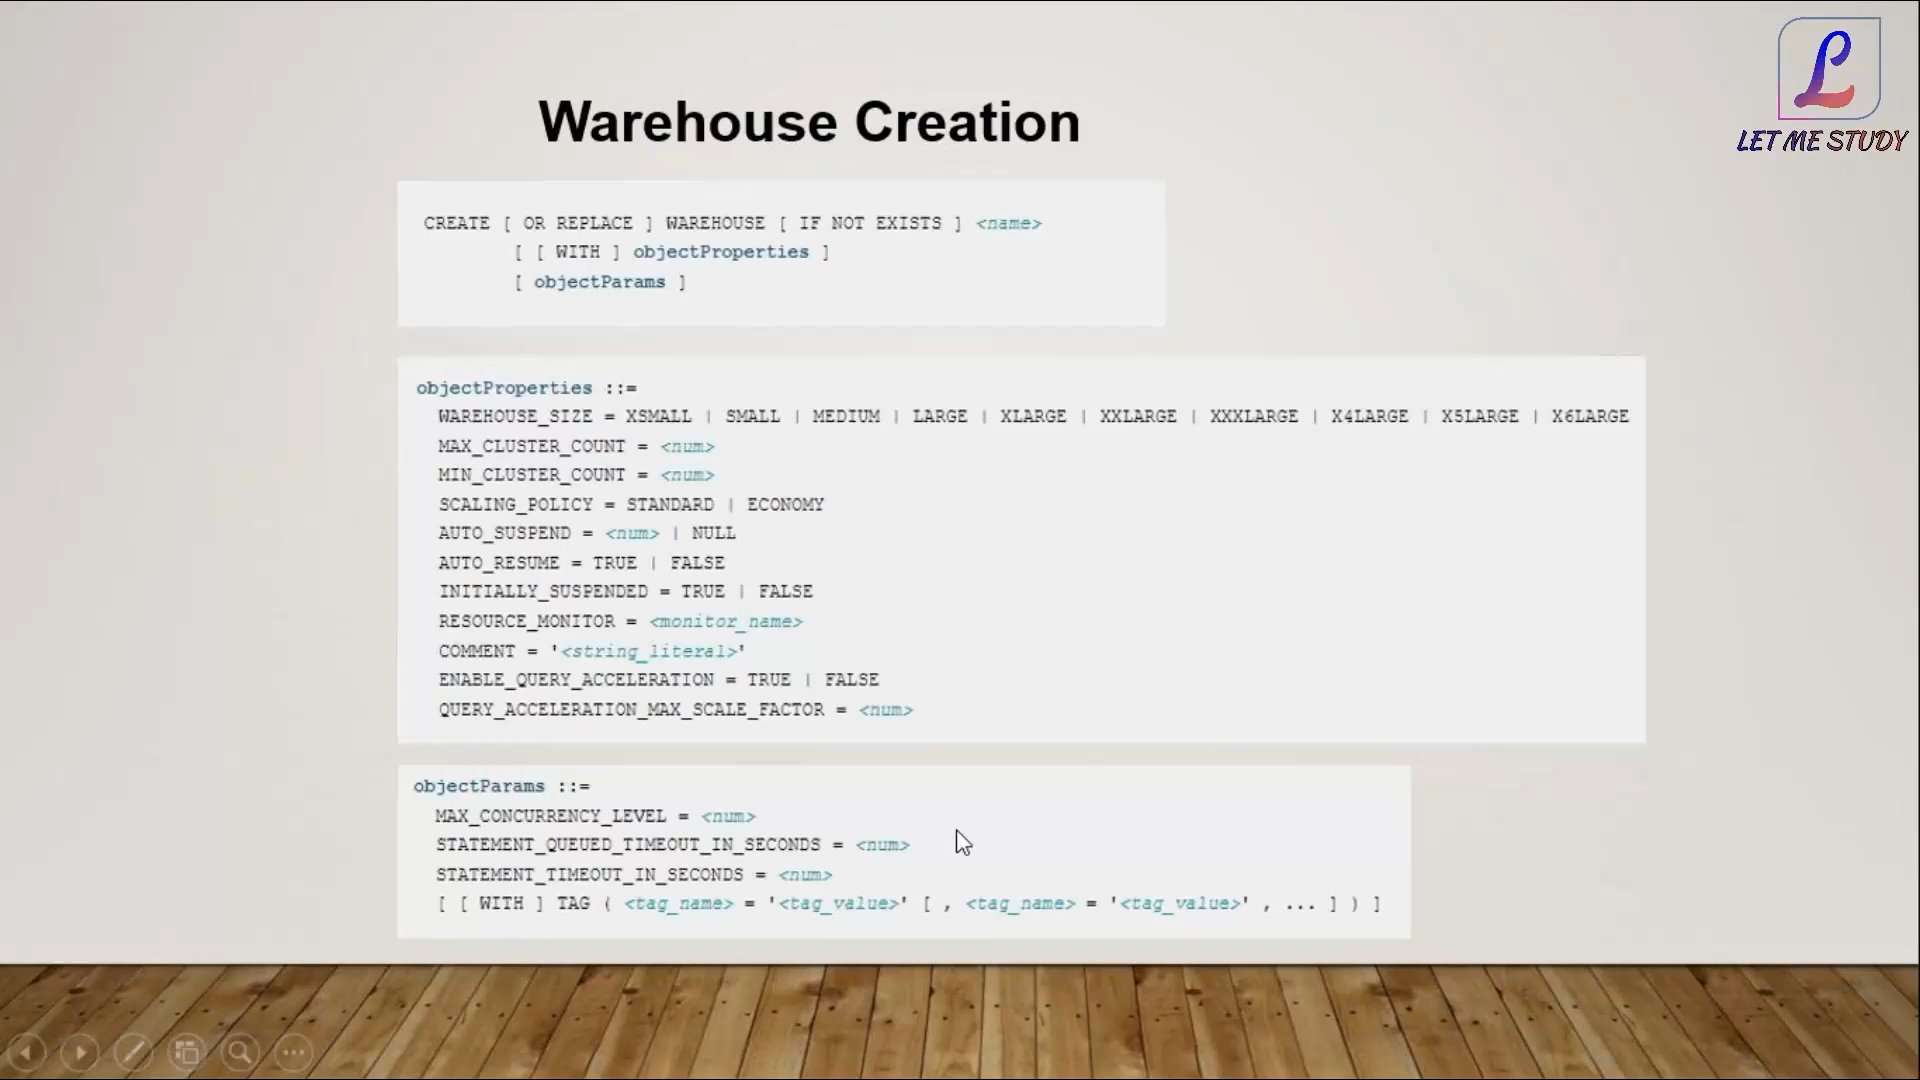 Warehouse Creation
L
LET ME STUDY
CREATE [ OR REPLACE ] WAREHOUSE [ IF NOT EXISTS ] <name>
[ [ WITH ] objectProperties ]
[ objectParams ]
objectProperties ::=
WAREHOUSE_SIZE = XSMALL | SMALL | MEDIUM | LARGE | XLARGE | XXLARGE | XXXLARGE | X4LARGE | X5LARGE | X6LARGE
MAX_CLUSTER_COUNT = <num>
MIN_CLUSTER_COUNT = <num>
SCALING_POLICY = STANDARD | ECONOMY
AUTO_SUSPEND = <num> | NULL
AUTO_RESUME = TRUE | FALSE
INITIALLY_SUSPENDED = TRUE | FALSE
RESOURCE_MONITOR = <monitor_name>
COMMENT = '<string_literal>'
ENABLE_QUERY_ACCELERATION = TRUE | FALSE
QUERY_ACCELERATION_MAX_SCALE_FACTOR = <num>
objectParams ::=
MAX_CONCURRENCY_LEVEL = <num>
STATEMENT_QUEUED_TIMEOUT_IN_SECONDS = <num>
STATEMENT_TIMEOUT_IN_SECONDS = <num>
[ [ WITH ] TAG ( <tag_name> = '<tag_value>' [ , <tag_name> = '<tag_value>' , ... ] ) ]